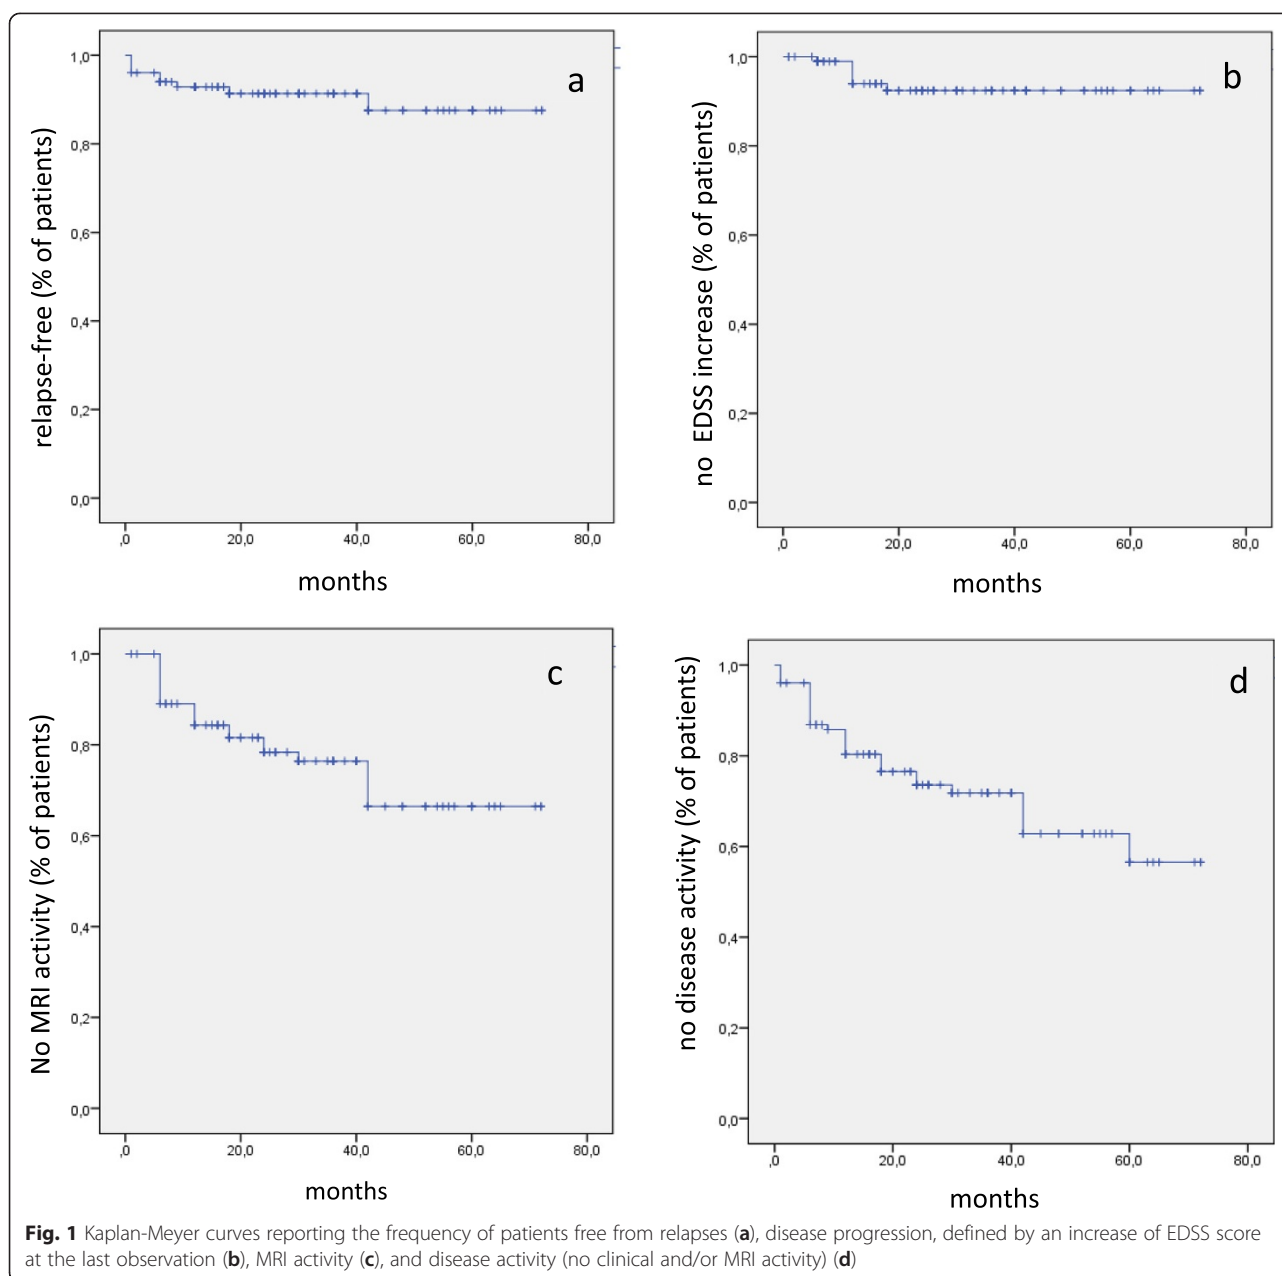 a
relapse-free (% of patients)
1,0
0,8
0,6
0,4
0,2
0,0
,0 20,0 40,0 60,0 80,0
months
b
no EDSS increase (% of patients)
1,0
0,8
0,6
0,4
0,2
0,0
,0 20,0 40,0 60,0 80,0
months
c
No MRI activity (% of patients)
1,0
0,8
0,6
0,4
0,2
0,0
,0 20,0 40,0 60,0 80,0
months
d
no disease activity (% of patients)
1,0
0,8
0,6
0,4
0,2
0,0
,0 20,0 40,0 60,0 80,0
months
Fig. 1 Kaplan-Meyer curves reporting the frequency of patients free from relapses (a), disease progression, defined by an increase of EDSS score
at the last observation (b), MRI activity (c), and disease activity (no clinical and/or MRI activity) (d)